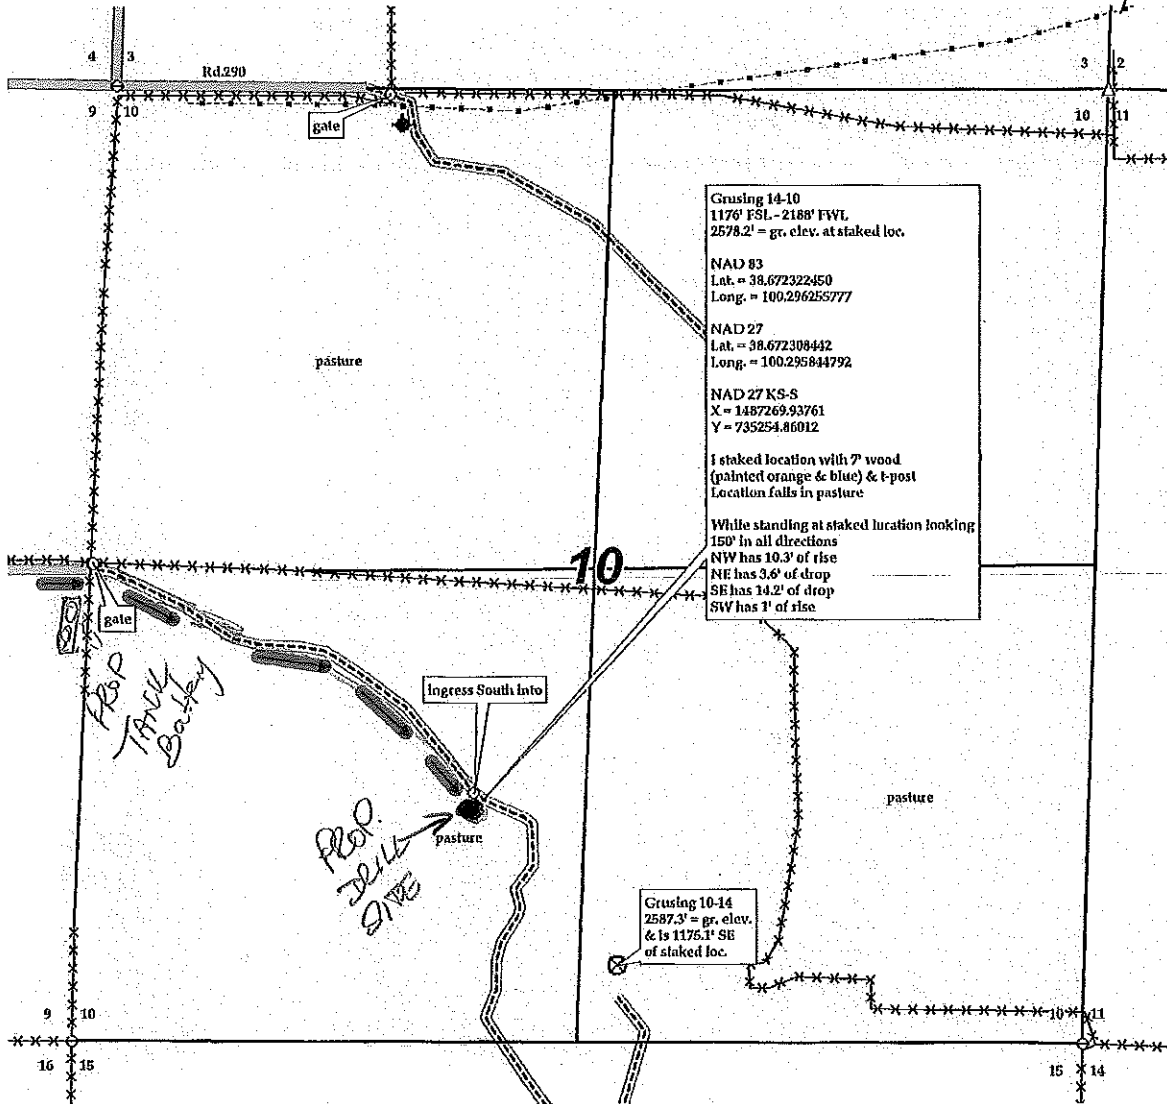 4 3
Rd.290
3 2
9 10
gate
10 11
Grusing 14-10
1176' FSL - 2188' FWL
2578.2' = gr. elev. at staked loc.
NAD 83
Lat. = 38.672322450
Long. = 100.296255777
NAD 27
Lat. = 38.672308442
Long. = 100.295844792
NAD 27 KS-S
X = 1487269.93761
Y = 735254.86012
I staked location with 7' wood
(painted orange & blue) & t-post
Location falls in pasture
While standing at staked location looking
150' in all directions
NW has 10.3' of rise
NE has 3.6' of drop
SE has 14.2' of drop
SW has 1' of rise
pasture
10
gate
PROP
TANK
Battery
Ingress South into
PROP.
DRILL
SITE
pasture
pasture
Grusing 10-14
2587.3' = gr. elev.
& is 1175.1' SE
of staked loc.
9 10
10 11
16 15
15 14